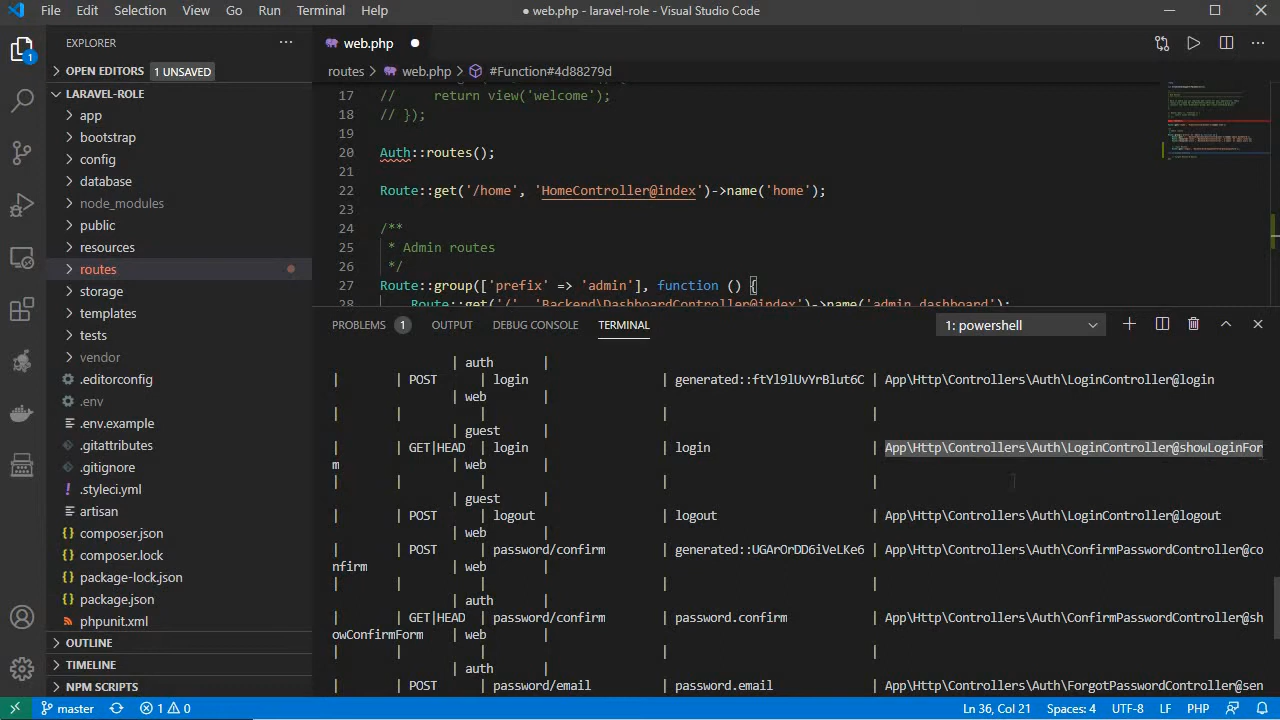 File Edit Selection View Go Run Terminal Help
● web.php - laravel-role - Visual Studio Code
EXPLORER
web.php
1
OPEN EDITORS 1 UNSAVED
LARAVEL-ROLE
app
bootstrap
config
database
node_modules
public
resources
routes
storage
templates
tests
vendor
.editorconfig
.env
.env.example
.gitattributes
.gitignore
.styleci.yml
artisan
composer.json
composer.lock
package-lock.json
package.json
phpunit.xml
OUTLINE
TIMELINE
NPM SCRIPTS
routes > web.php > #Function#4d88279d
17 // return view('welcome');
18 // });
19
20 Auth::routes();
21
22 Route::get('/home', 'HomeController@index')->name('home');
23
24 /**
25 * Admin routes
26 */
27 Route::group(['prefix' => 'admin'], function () {
28 Route::get('/', 'Backend\DashboardController@index')->name('admin.dashboard');
PROBLEMS 1 OUTPUT DEBUG CONSOLE TERMINAL 1: powershell
| auth |
| | POST | login | generated::ftYl9lUvYrBlut6C | App\Http\Controllers\Auth\LoginController@login
| web |
| | | | |
| guest |
| | GET|HEAD | login | login | App\Http\Controllers\Auth\LoginController@showLoginFor
m | web |
| | | | |
| guest |
| | POST | logout | logout | App\Http\Controllers\Auth\LoginController@logout
| web |
| | POST | password/confirm | generated::UGArOrDD6iVeLKe6 | App\Http\Controllers\Auth\ConfirmPasswordController@co
nfirm | web |
| | | | |
| auth |
| | GET|HEAD | password/confirm | password.confirm | App\Http\Controllers\Auth\ConfirmPasswordController@sh
owConfirmForm | web |
| | | | |
| auth |
| | POST | password/email | password.email | App\Http\Controllers\Auth\ForgotPasswordController@sen
master 1 0 Ln 36, Col 21 Spaces: 4 UTF-8 LF PHP